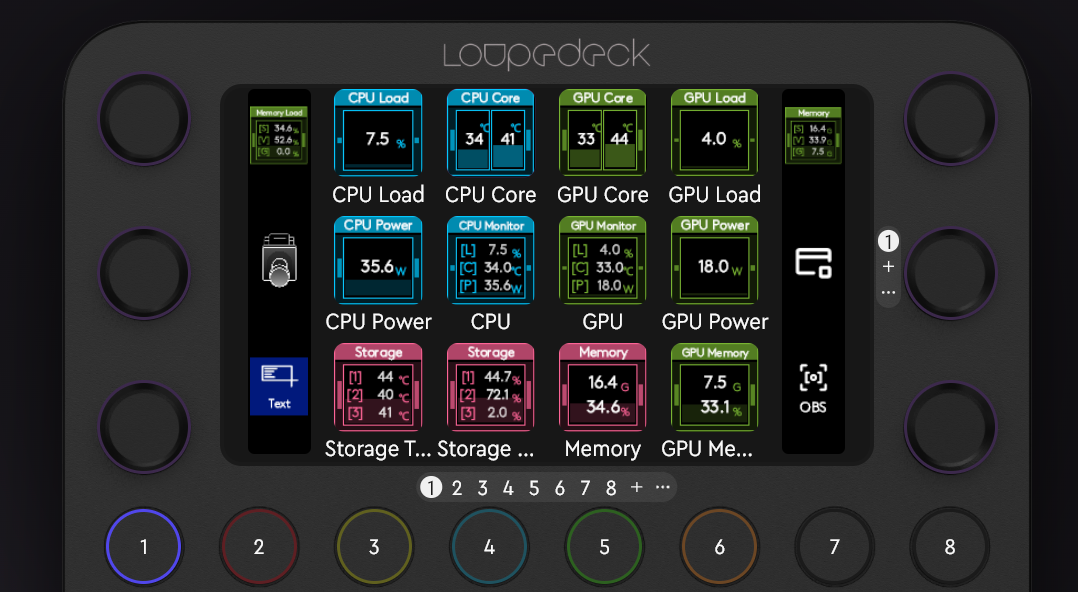 Loupedeck
Memory Load
[S] 34.6%
[V] 52.6%
[G] 0.0%
CPU Load
7.5 %
CPU Load
CPU Core
°C °C
34 41
CPU Core
GPU Core
°C °C
33 44
GPU Core
GPU Load
4.0 %
GPU Load
Memory
[S] 16.4G
[V] 33.9G
[G] 7.5G
CPU Power
35.6W
CPU Power
CPU Monitor
[L] 7.5 %
[C] 34.0°C
[P] 35.6W
CPU
GPU Monitor
[L] 4.0 %
[C] 33.0°C
[P] 18.0W
GPU
GPU Power
18.0 W
GPU Power
1
+
...
Text
Storage
[1] 44 °C
[2] 40 °C
[3] 41 °C
Storage T...
Storage
[1] 44.7%
[2] 72.1%
[3] 2.0 %
Storage ...
Memory
16.4G
34.6%
Memory
GPU Memory
7.5 G
33.1%
GPU Me...
OBS
1 2 3 4 5 6 7 8 + ...
1 2 3 4 5 6 7 8